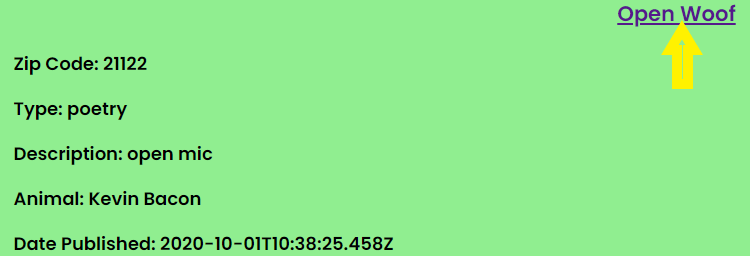 Open Woof
Zip Code: 21122
Type: poetry
Description: open mic
Animal: Kevin Bacon
Date Published: 2020-10-01T10:38:25.458Z